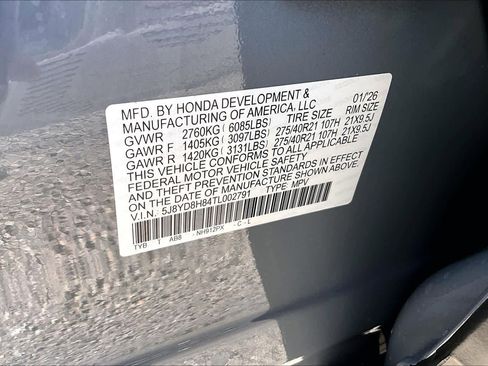 MFD. BY HONDA DEVELOPMENT & 01/'26
MANUFACTURING OF AMERICA, LLC
GVWR 2760KG (6085LBS) TIRE SIZE RIM SIZE
GAWR F 1405KG (3097LBS) 275/40R21 107H 21X9.5J
GAWR R 1420KG (3131LBS) 275/40R21 107H 21X9.5J
THIS VEHICLE CONFORMS TO ALL APPLICABLE
FEDERAL MOTOR VEHICLE SAFETY
AND THEFT PREVENTION STANDARDS IN EFFECT
ON THE DATE OF MANUFACTURE SHOWN ABOVE.
V.I.N.: 5J8YD8H84TL002791 TYPE: MPV
TYB T AB8 - NH912PX - C - L